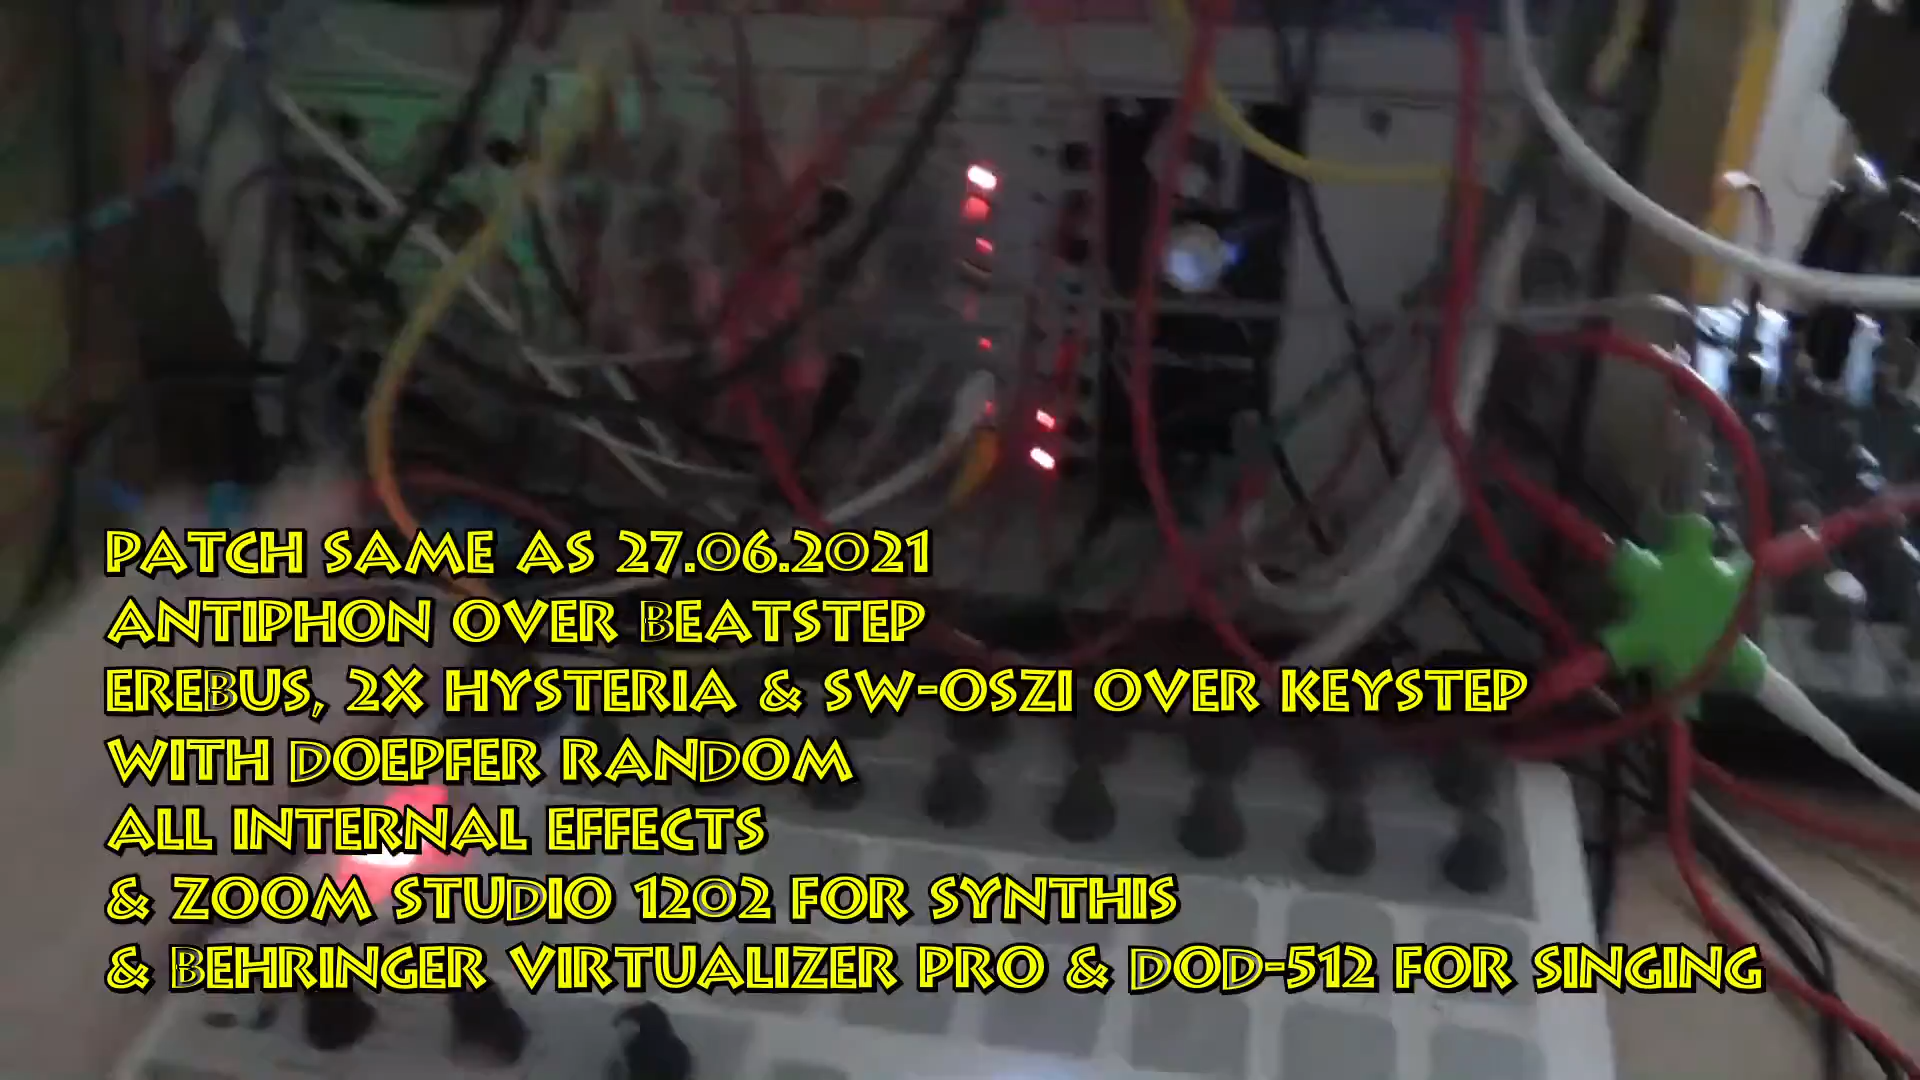 PATCH SAME AS 27.06.2021
ANTIPHON OVER BEATSTEP
EREBUS, 2X HYSTERIA & SW-OSZI OVER KEYSTEP
WITH DOEPFER RANDOM
ALL INTERNAL EFFECTS
& ZOOM STUDIO 1202 FOR SYNTHIS
& BEHRINGER VIRTUALIZER PRO & DOD-512 FOR SINGING